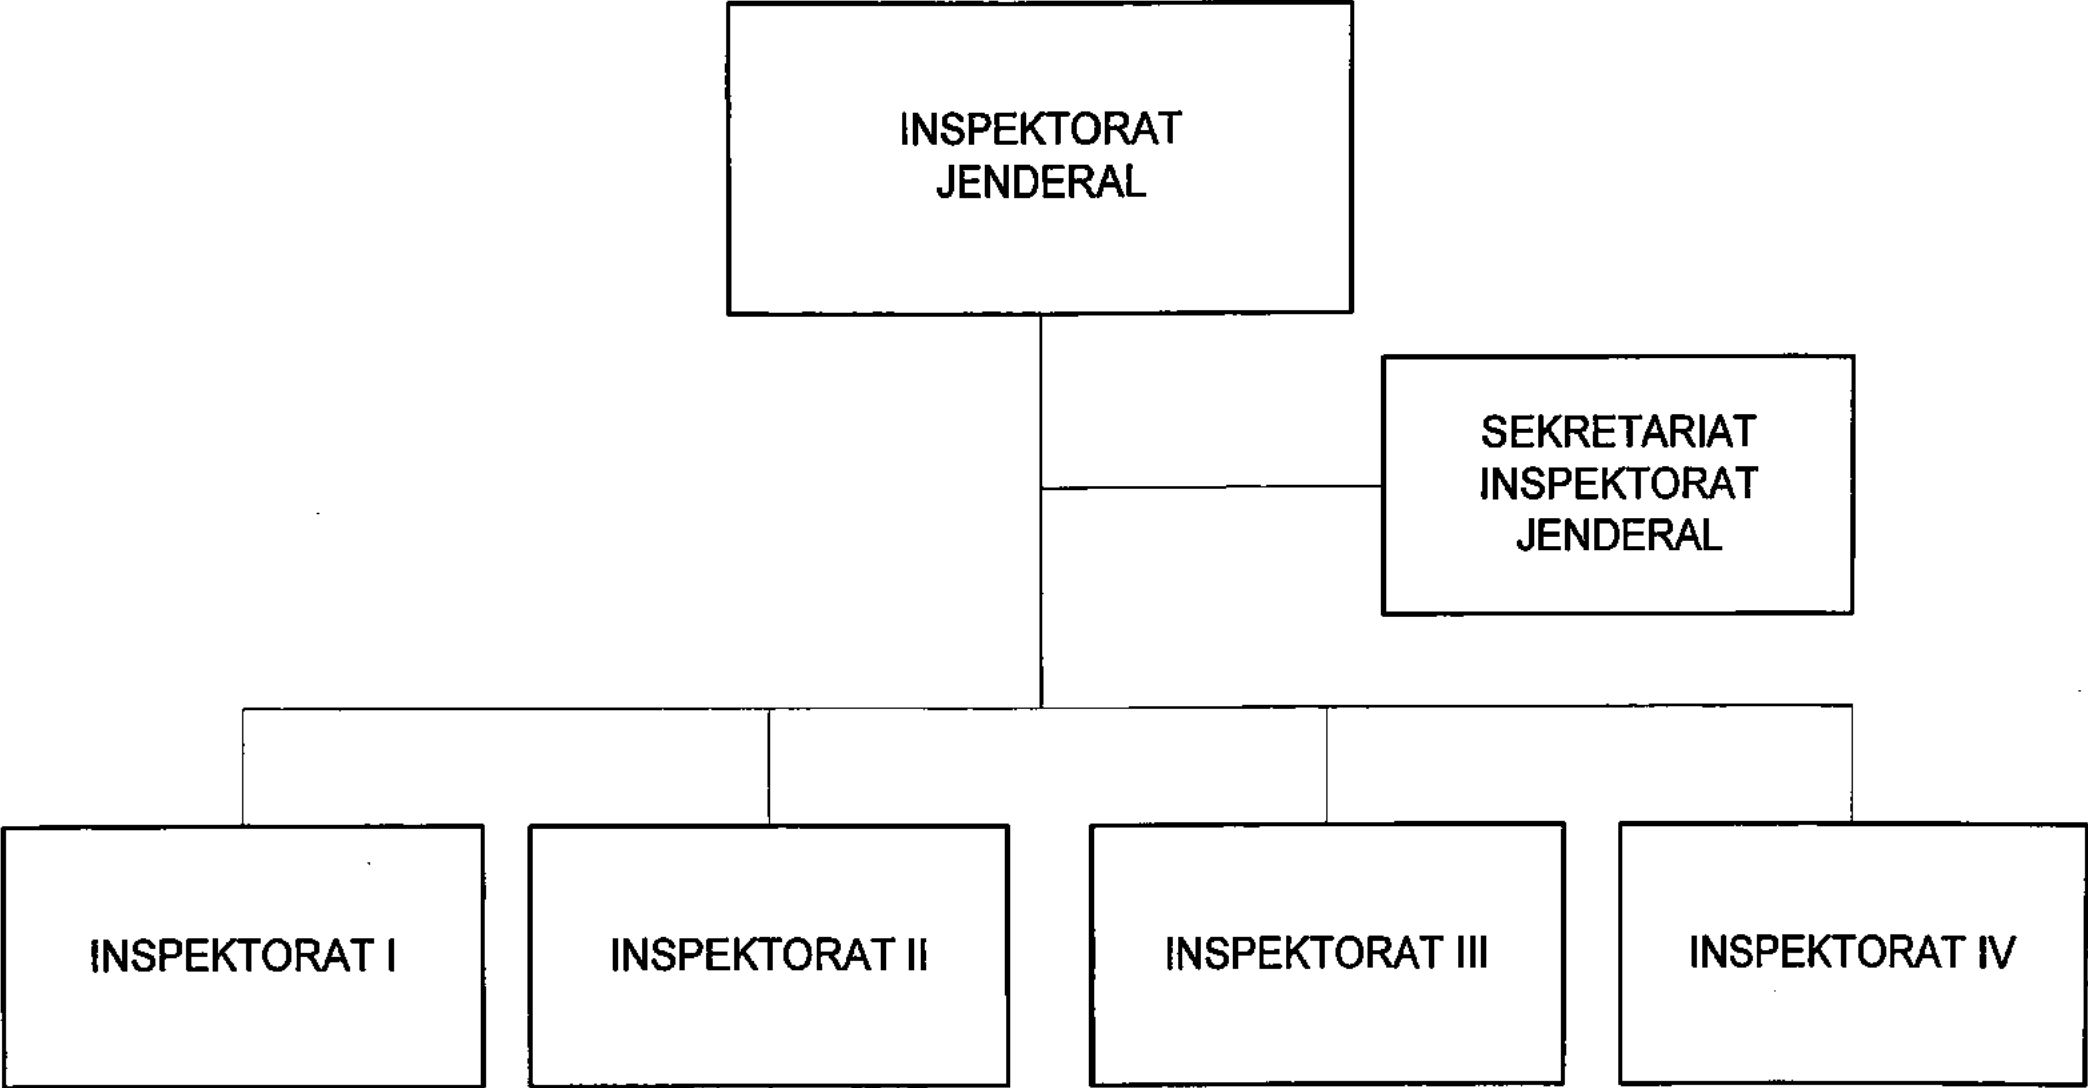 INSPEKTORAT
JENDERAL
SEKRETARIAT
INSPEKTORAT
JENDERAL
INSPEKTORAT I
INSPEKTORAT II
INSPEKTORAT III
INSPEKTORAT IV